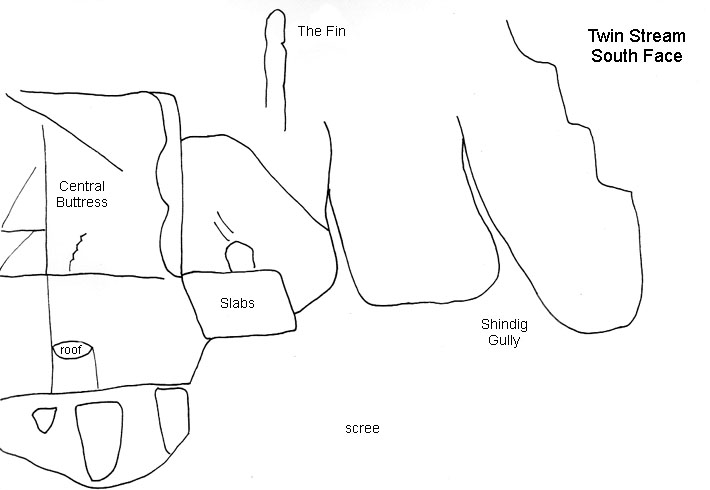 The Fin
Twin Stream
South Face
Central
Buttress
Slabs
Shindig
Gully
roof
scree